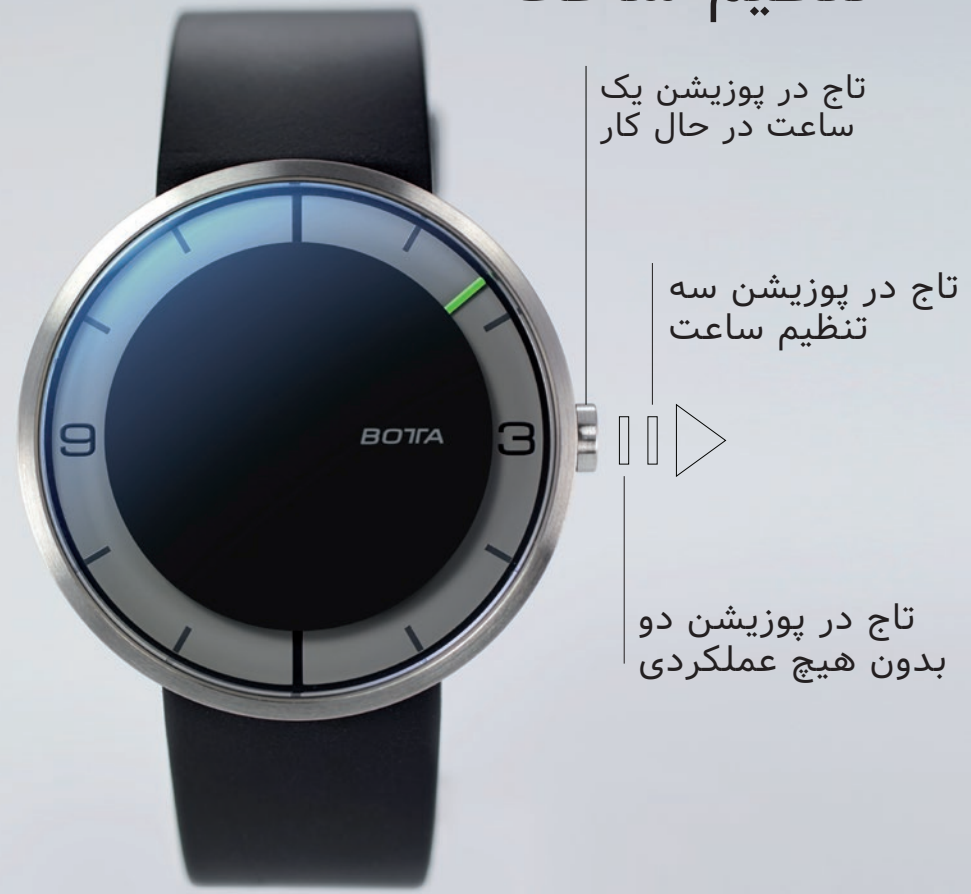 تاج در پوزیشن یک
ساعت در حال کار
تاج در پوزیشن سه
تنظیم ساعت
9
BOTTA
3
تاج در پوزیشن دو
بدون هیچ عملکردی